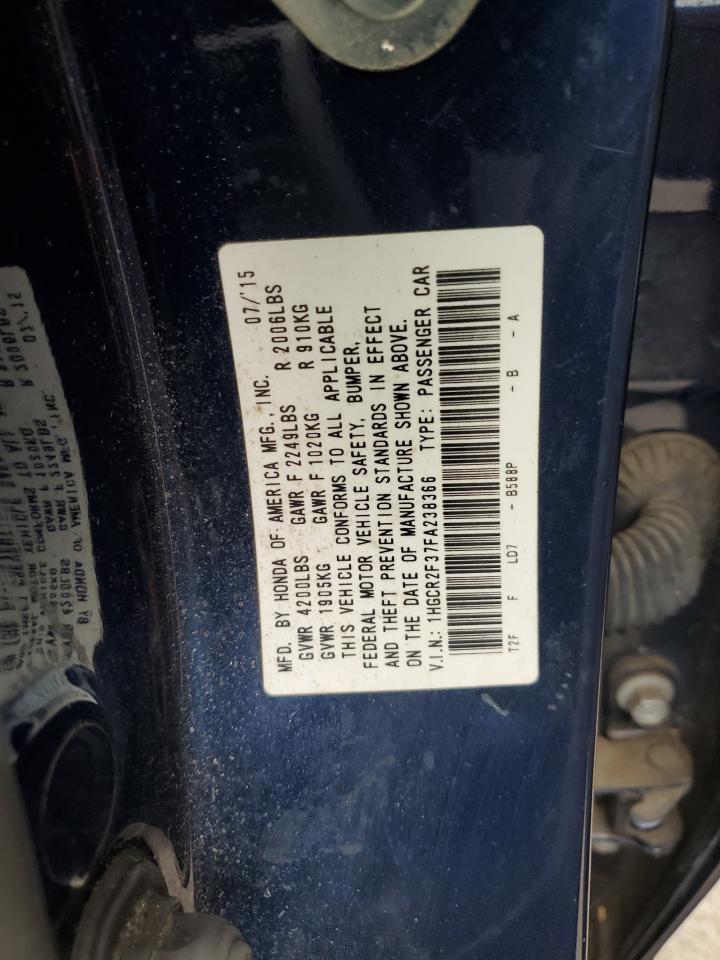 MFD. BY HONDA OF AMERICA MFG., INC. 07/'15
GVWR 4200LBS GAWR F 2249LBS R 2006LBS
GVWR 1905KG GAWR F 1020KG R 910KG
THIS VEHICLE CONFORMS TO ALL APPLICABLE
FEDERAL MOTOR VEHICLE SAFETY, BUMPER,
AND THEFT PREVENTION STANDARDS IN EFFECT
ON THE DATE OF MANUFACTURE SHOWN ABOVE.
V.I.N.: 1HGCR2F37FA238366 TYPE: PASSENGER CAR
T2F F LD7 - B588P - B - A